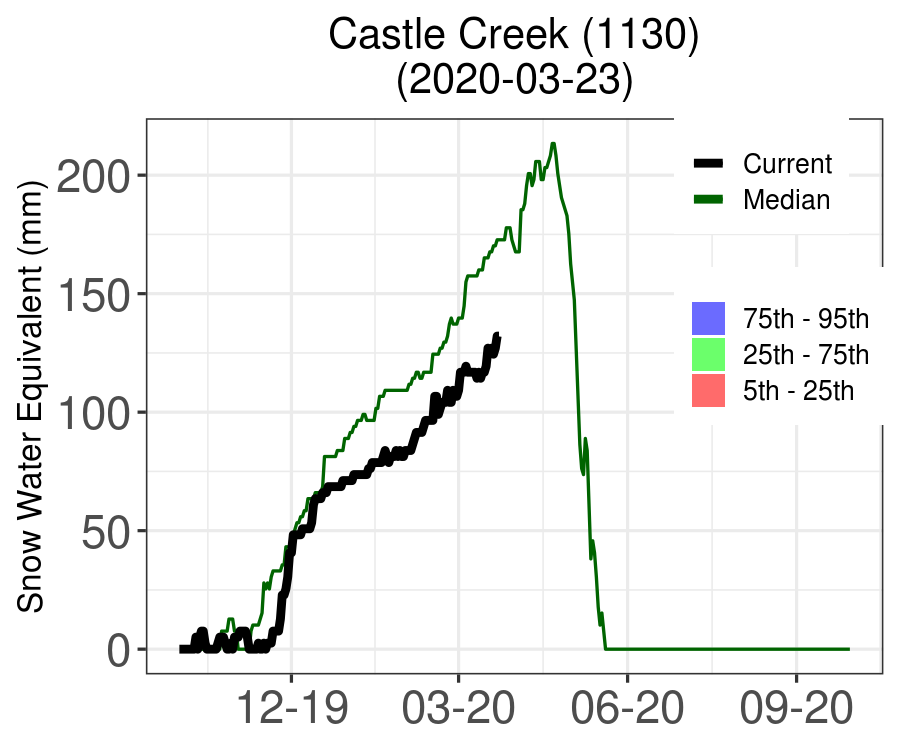 Castle Creek (1130)
(2020-03-23)
Snow Water Equivalent (mm)
200
150
100
50
0
12-19 03-20 06-20 09-20
Current
Median
75th - 95th
25th - 75th
5th - 25th